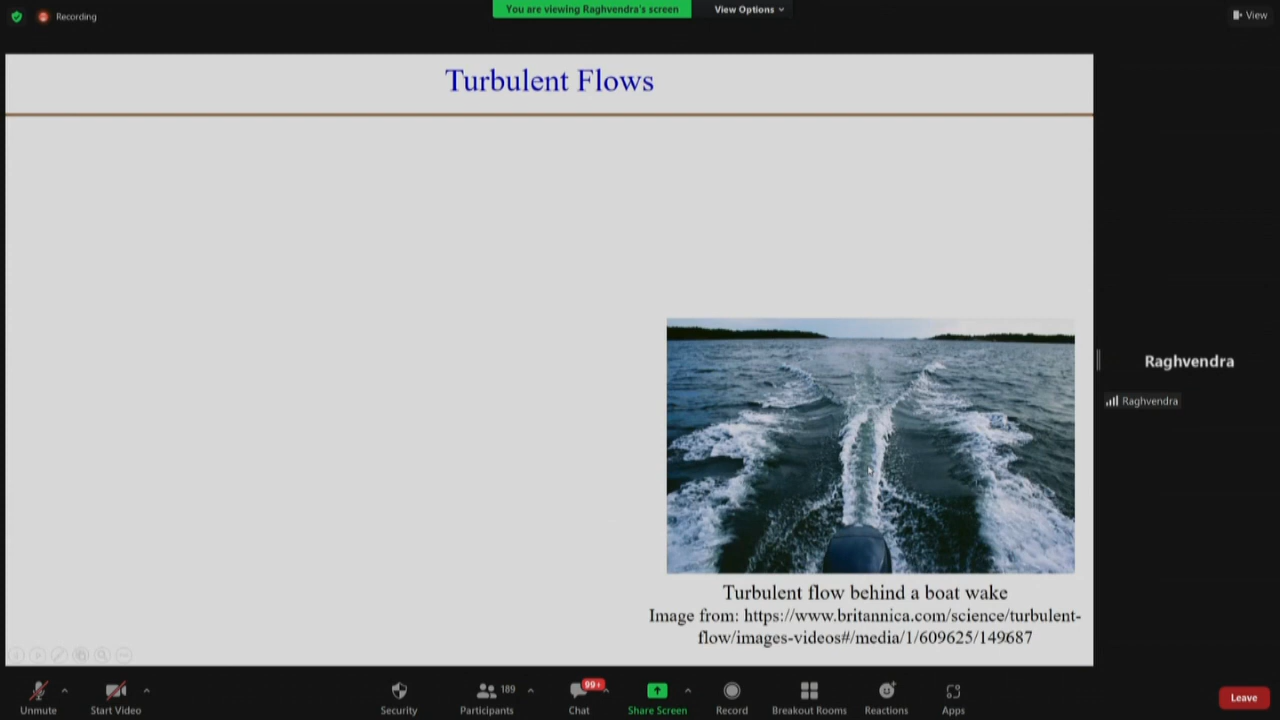 Recording
You are viewing Raghvendra's screen
View Options
View
Turbulent Flows
Raghvendra
Raghvendra
Turbulent flow behind a boat wake
Image from: https://www.britannica.com/science/turbulent-
flow/images-videos#/media/1/609625/149687
Unmute
Start Video
Security
Participants
189
Chat
99+
Share Screen
Record
Breakout Rooms
Reactions
Apps
Leave